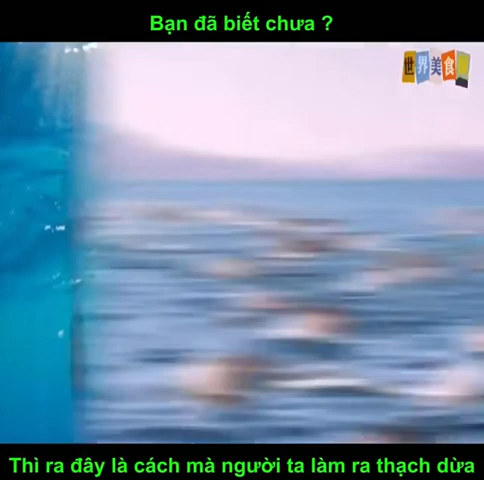 Bạn đã biết chưa ?
世界美食
Thì ra đây là cách mà người ta làm ra thạch dừa